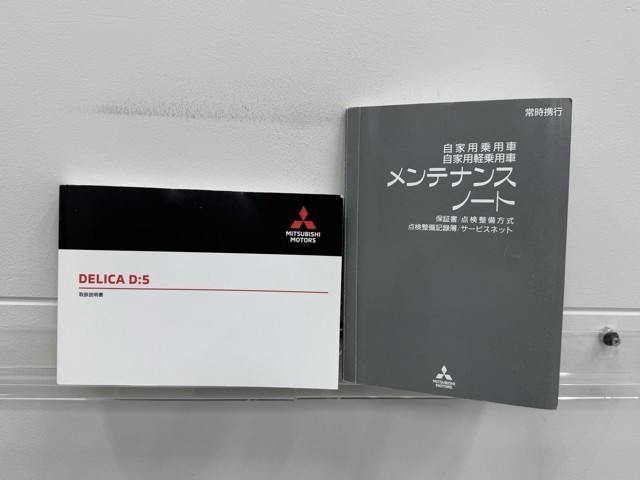 MITSUBISHI
MOTORS
DELICA D:5
取扱説明書
常時携行
自家用乗用車
自家用軽乗用車
メンテナンス
ノート
保証書/点検整備方式
点検整備記録簿/サービスネット
MITSUBISHI
MOTORS